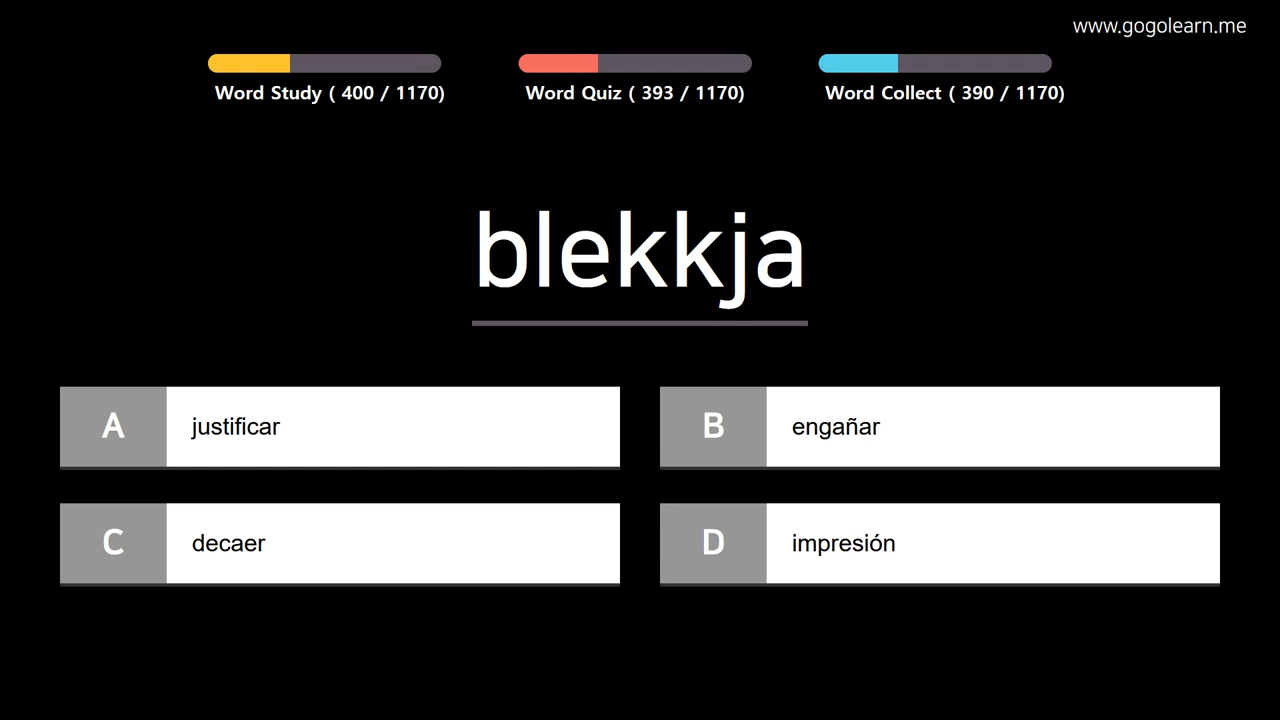 www.gogolearn.me
Word Study ( 400 / 1170)
Word Quiz ( 393 / 1170)
Word Collect ( 390 / 1170)
blekkja
A justificar
B engañar
C decaer
D impresión